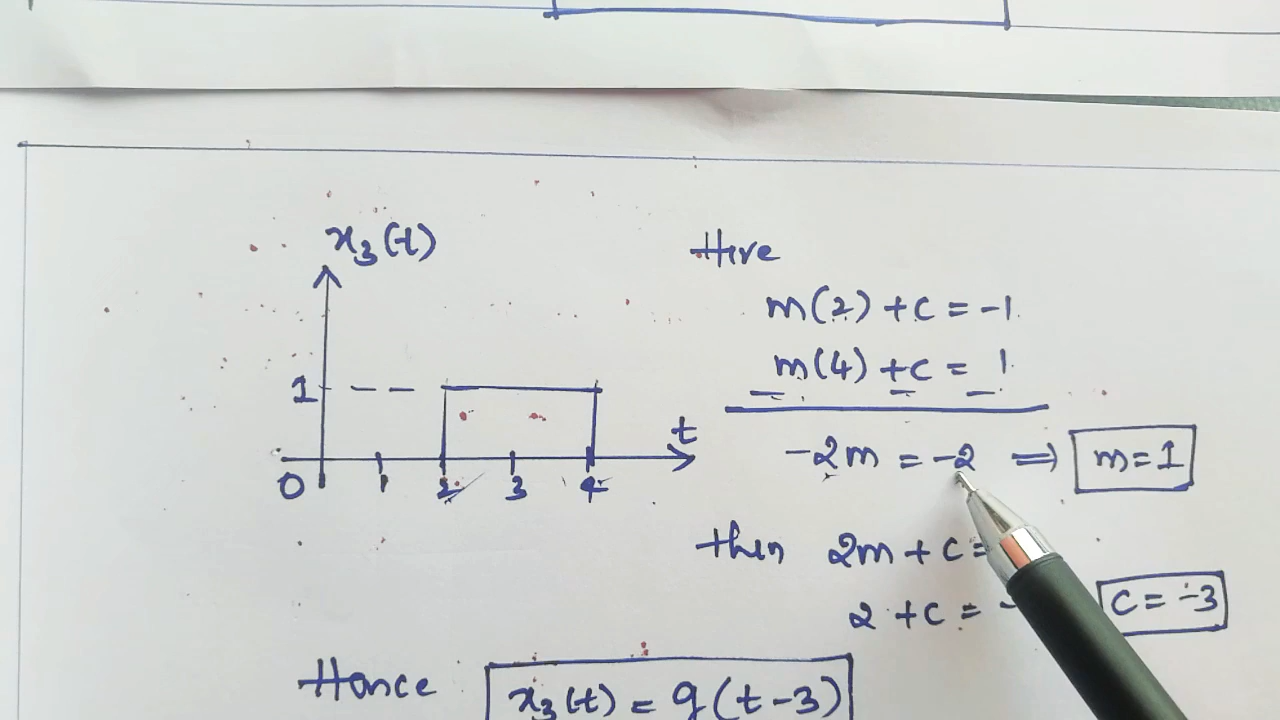 x₃(t)
1
0 1 2 3 4
t
Here
m(2) + c = -1
m(4) + c = 1
- - -
-2m = -2 ⟹ m = 1
then 2m + c =
2 + c = - c = -3
Hence x₃(t) = g(t-3)